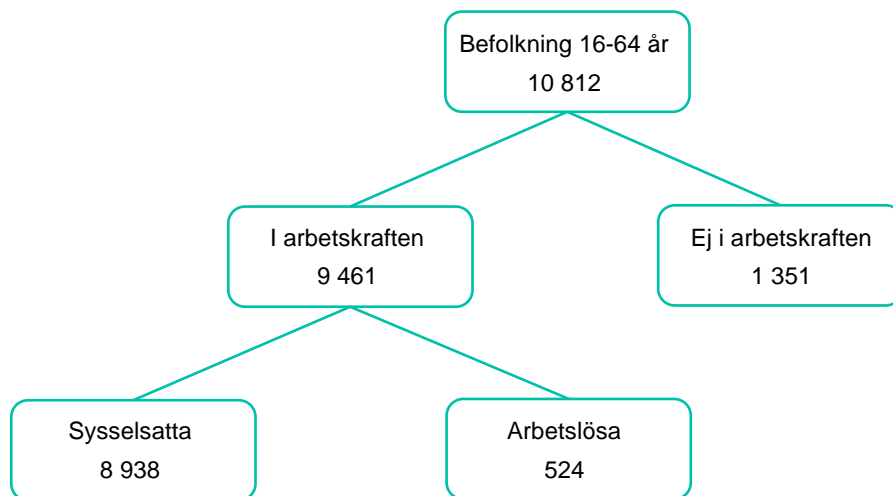 Befolkning 16-64 år
10 812
I arbetskraften
9 461
Ej i arbetskraften
1 351
Sysselsatta
8 938
Arbetslösa
524